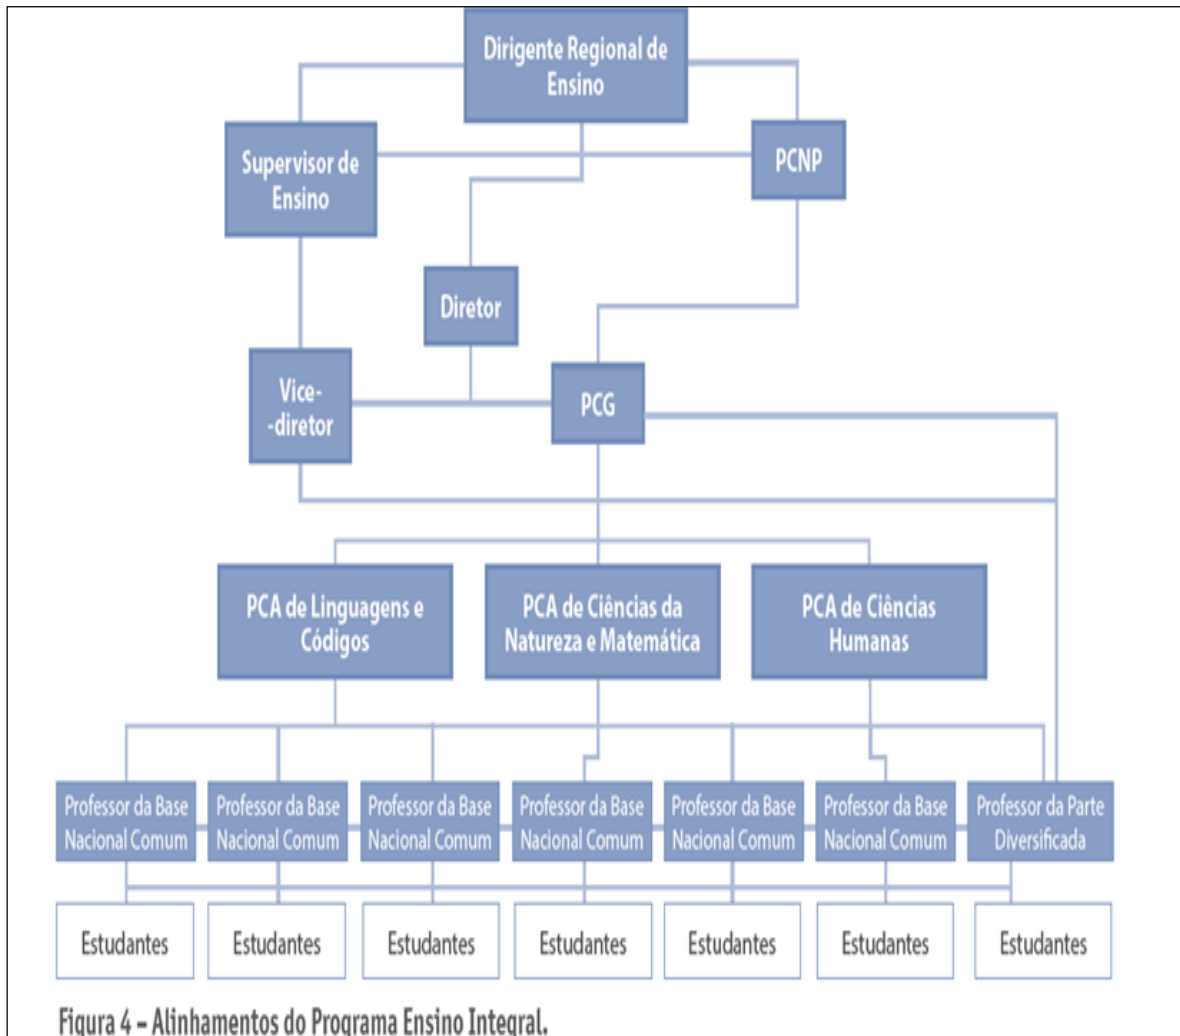 Dirigente Regional de
Ensino
Supervisor de
Ensino
PCNP
Diretor
Vice-
-diretor
PCG
PCA de Linguagens e
Códigos
PCA de Ciências da
Natureza e Matemática
PCA de Ciências
Humanas
Professor da Base
Nacional Comum
Professor da Base
Nacional Comum
Professor da Base
Nacional Comum
Professor da Base
Nacional Comum
Professor da Base
Nacional Comum
Professor da Base
Nacional Comum
Professor da Parte
Diversificada
Estudantes
Estudantes
Estudantes
Estudantes
Estudantes
Estudantes
Estudantes
Figura 4 – Alinhamentos do Programa Ensino Integral.